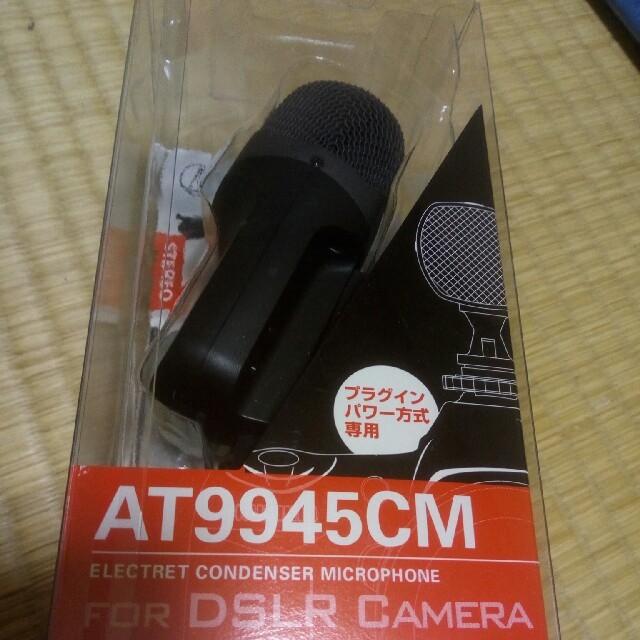 STEREO
プラグイン
パワー方式
専用
AT9945CM
ELECTRET CONDENSER MICROPHONE
FOR DSLR CAMERA